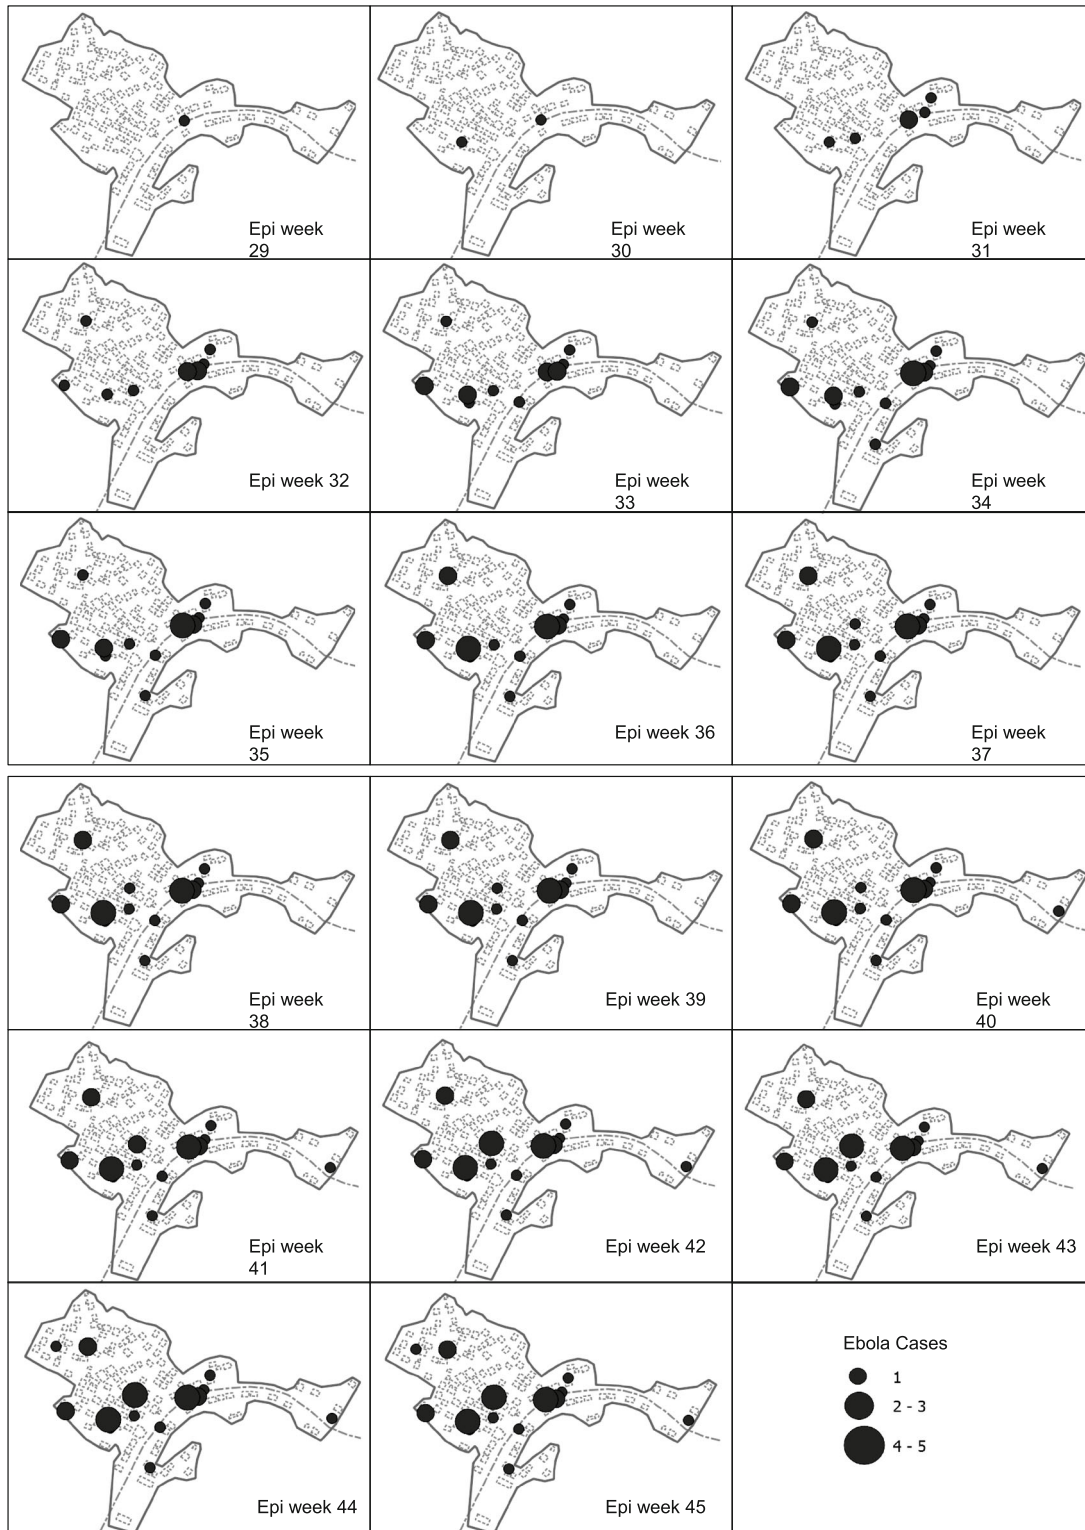 Epi week
29
Epi week
30
Epi week
31
Epi week 32
Epi week
33
Epi week
34
Epi week
35
Epi week 36
Epi week
37
Epi week
38
Epi week 39
Epi week
40
Epi week
41
Epi week 42
Epi week 43
Epi week 44
Epi week 45
Ebola Cases
1
2 - 3
4 - 5